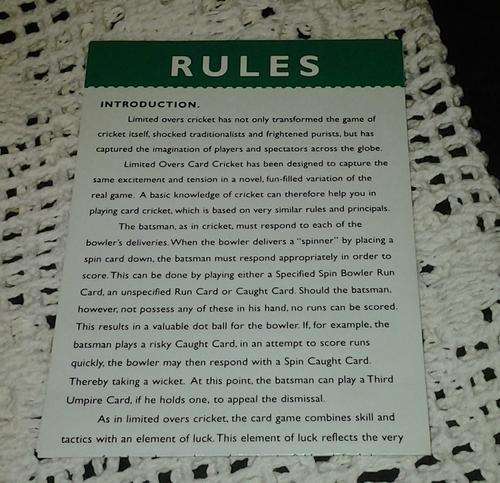 RULES
INTRODUCTION.
Limited overs cricket has not only transformed the game of
cricket itself, shocked traditionalists and frightened purists, but has
captured the imagination of players and spectators across the globe.
Limited Overs Card Cricket has been designed to capture the
same excitement and tension in a novel, fun-filled variation of the
real game. A basic knowledge of cricket can therefore help you in
playing card cricket, which is based on very similar rules and principals.
The batsman, as in cricket, must respond to each of the
bowler's deliveries. When the bowler delivers a "spinner" by placing a
spin card down, the batsman must respond appropriately in order to
score. This can be done by playing either a Specified Spin Bowler Run
Card, an unspecified Run Card or Caught Card. Should the batsman,
however, not possess any of these in his hand, no runs can be scored.
This results in a valuable dot ball for the bowler. If, for example, the
batsman plays a risky Caught Card, in an attempt to score runs
quickly, the bowler may then respond with a Spin Caught Card.
Thereby taking a wicket. At this point, the batsman can play a Third
Umpire Card, if he holds one, to appeal the dismissal.
As in limited overs cricket, the card game combines skill and
tactics with an element of luck. This element of luck reflects the very